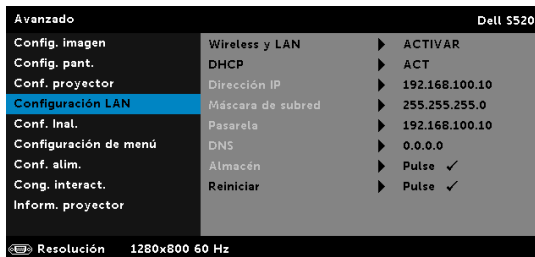 Avanzado Dell S520
Config. imagen Wireless y LAN ACTIVAR
Config. pant. DHCP ACT
Conf. proyector Dirección IP 192.168.100.10
Configuración LAN Máscara de subred 255.255.255.0
Conf. Inal. Pasarela 192.168.100.10
Configuración de menú DNS 0.0.0.0
Conf. alim. Almacén Pulse ✓
Cong. interact. Reiniciar Pulse ✓
Inform. proyector
Resolución 1280x800 60 Hz